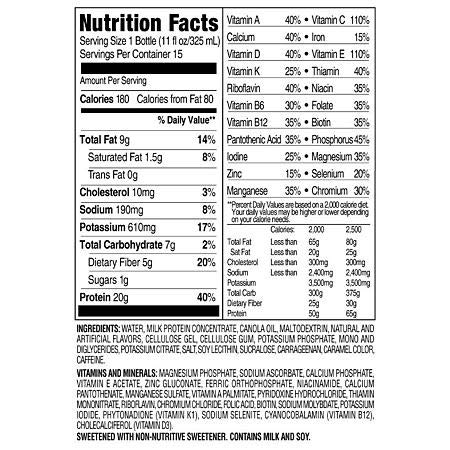 Nutrition Facts
Serving Size 1 Bottle (11 fl oz/325 mL)
Servings Per Container 15
Amount Per Serving
Calories 180 Calories from Fat 80
% Daily Value**
Total Fat 9g 14%
Saturated Fat 1.5g 8%
Trans Fat 0g
Cholesterol 10mg 3%
Sodium 190mg 8%
Potassium 610mg 17%
Total Carbohydrate 7g 2%
Dietary Fiber 5g 20%
Sugars 1g
Protein 20g 40%
Vitamin A 40% • Vitamin C 110%
Calcium 40% • Iron 15%
Vitamin D 40% • Vitamin E 110%
Vitamin K 25% • Thiamin 40%
Riboflavin 40% • Niacin 35%
Vitamin B6 30% • Folate 35%
Vitamin B12 35% • Biotin 35%
Pantothenic Acid 35% • Phosphorus 45%
Iodine 25% • Magnesium 35%
Zinc 15% • Selenium 20%
Manganese 35% • Chromium 30%
**Percent Daily Values are based on a 2,000 calorie diet.
Your daily values may be higher or lower depending
on your calorie needs.
Calories: 2,000 2,500
Total Fat Less than 65g 80g
Sat Fat Less than 20g 25g
Cholesterol Less than 300mg 300mg
Sodium Less than 2,400mg 2,400mg
Potassium 3,500mg 3,500mg
Total Carb 300g 375g
Dietary Fiber 25g 30g
Protein 50g 65g
INGREDIENTS: WATER, MILK PROTEIN CONCENTRATE, CANOLA OIL, MALTODEXTRIN, NATURAL AND
ARTIFICIAL FLAVORS, CELLULOSE GEL, CELLULOSE GUM, POTASSIUM PHOSPHATE, MONO AND
DIGLYCERIDES, POTASSIUM CITRATE, SALT, SOY LECITHIN, SUCRALOSE, CARRAGEENAN, CARAMEL COLOR,
CAFFEINE.
VITAMINS AND MINERALS: MAGNESIUM PHOSPHATE, SODIUM ASCORBATE, CALCIUM PHOSPHATE,
VITAMIN E ACETATE, ZINC GLUCONATE, FERRIC ORTHOPHOSPHATE, NIACINAMIDE, CALCIUM
PANTOTHENATE, MANGANESE SULFATE, VITAMIN A PALMITATE, PYRIDOXINE HYDROCHLORIDE, THIAMIN
MONONITRATE, RIBOFLAVIN, CHROMIUM CHLORIDE, FOLIC ACID, BIOTIN, SODIUM MOLYBDATE, POTASSIUM
IODIDE, PHYTONADIONE (VITAMIN K1), SODIUM SELENITE, CYANOCOBALAMIN (VITAMIN B12),
CHOLECALCIFEROL (VITAMIN D3).
SWEETENED WITH NON-NUTRITIVE SWEETENER. CONTAINS MILK AND SOY.